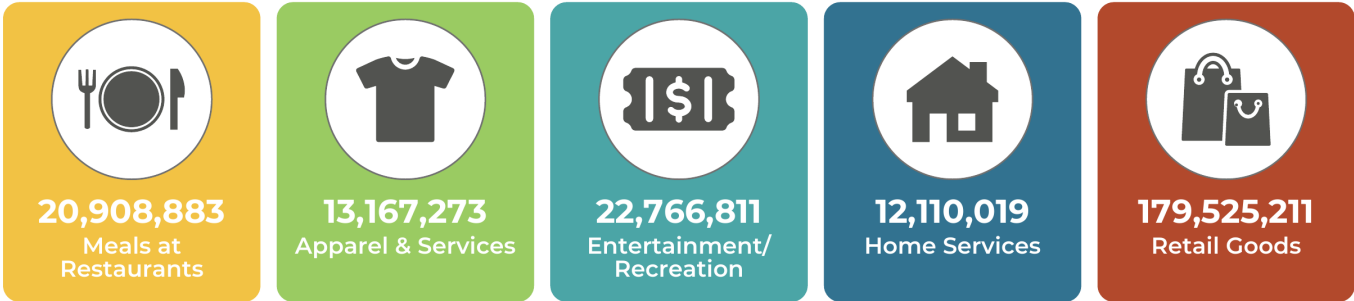 20,908,883
Meals at
Restaurants
13,167,273
Apparel & Services
$
22,766,811
Entertainment/
Recreation
12,110,019
Home Services
179,525,211
Retail Goods